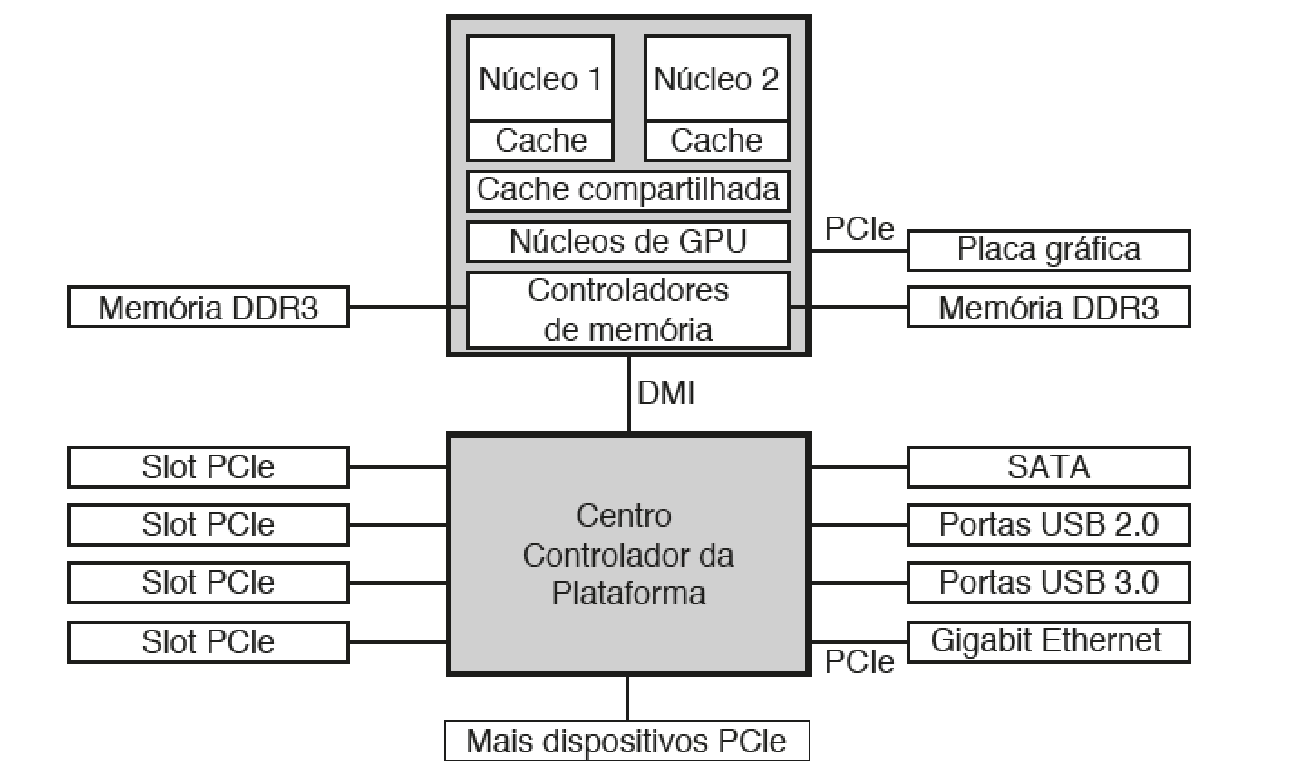 Núcleo 1
Núcleo 2
Cache
Cache
Cache compartilhada
Núcleos de GPU
PCIe
Placa gráfica
Memória DDR3
Controladores
de memória
Memória DDR3
DMI
Slot PCIe
SATA
Slot PCIe
Centro
Controlador da
Plataforma
Portas USB 2.0
Slot PCIe
Portas USB 3.0
Slot PCIe
Gigabit Ethernet
PCIe
Mais dispositivos PCIe